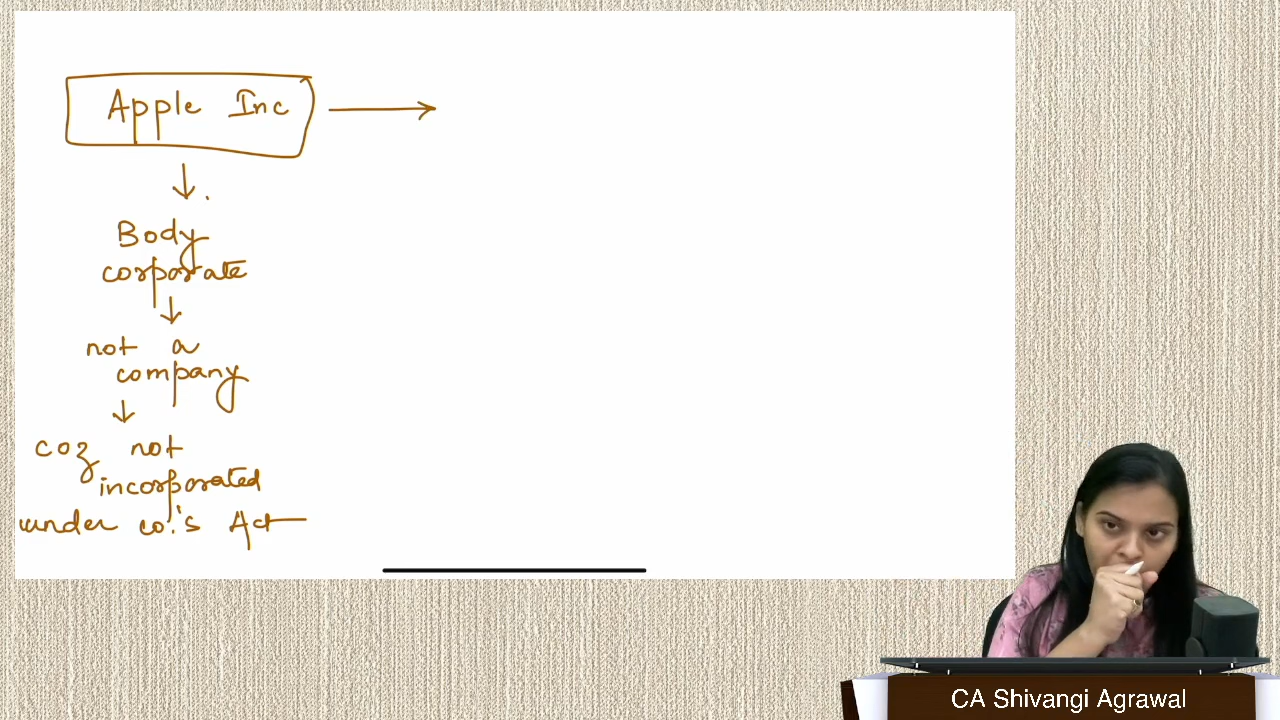 Apple Inc
Body
corporate
not a
company
coz not
incorporated
under co.'s Act
CA Shivangi Agrawal